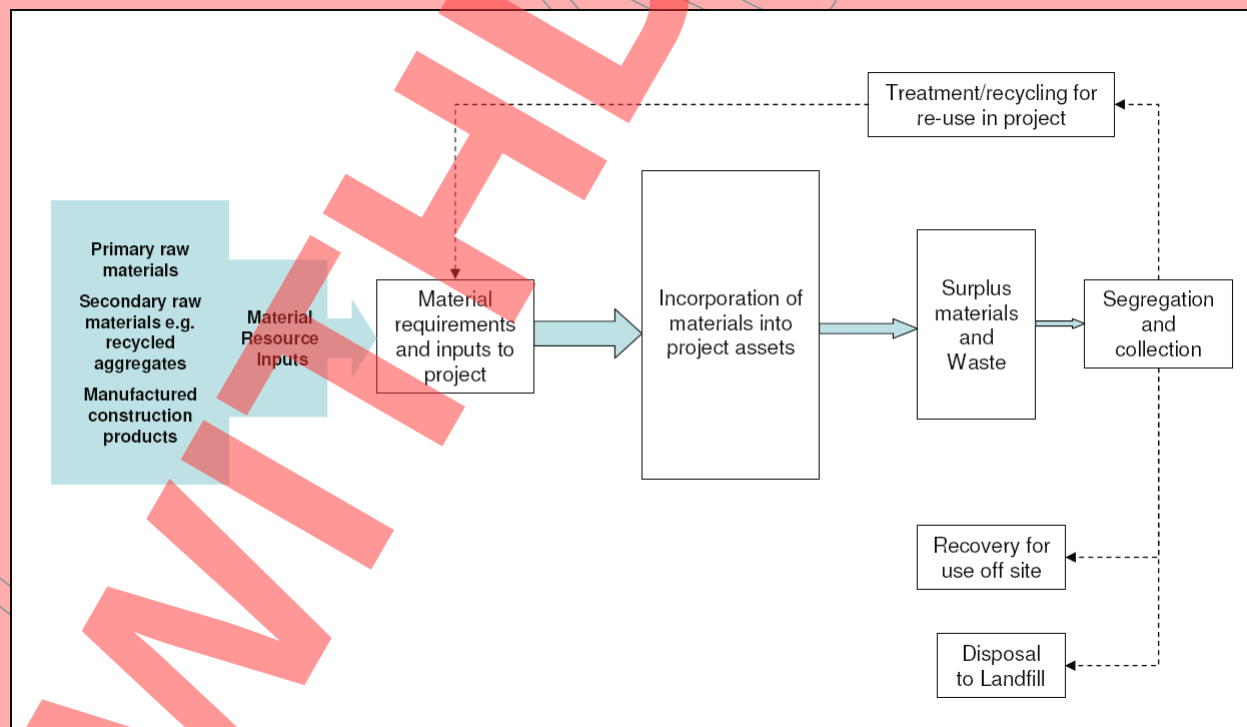 Treatment/recycling for
re-use in project
Primary raw
materials
Secondary raw
materials e.g.
recycled
aggregates
Manufactured
construction
products
Material
Resource
Inputs
Material
requirements
and inputs to
project
Incorporation of
materials into
project assets
Surplus
materials
and
Waste
Segregation
and
collection
Recovery for
use off site
Disposal
to Landfill
WITHD